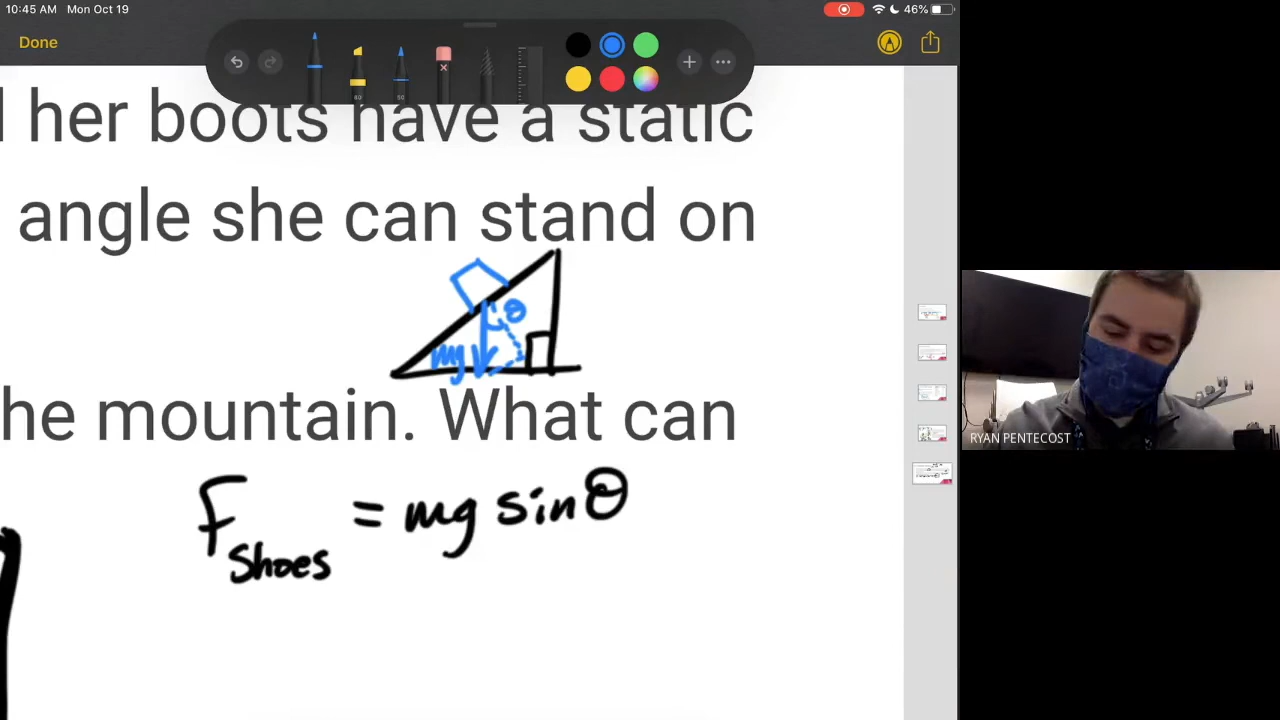 10:45 AM Mon Oct 19
46%
Done
her boots have a static
angle she can stand on
θ
mg
he mountain. What can
F shoes = mg sinθ
RYAN PENTECOST